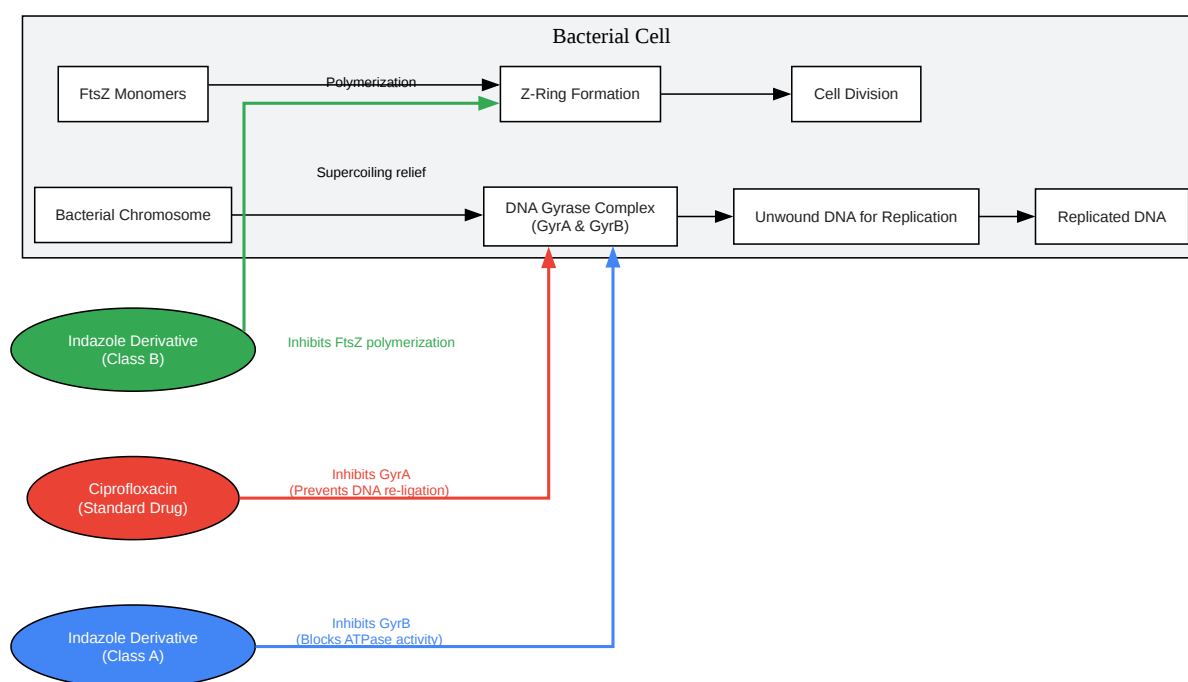 Bacterial Cell
FtsZ Monomers
Polymerization
Z-Ring Formation
Cell Division
Supercoiling relief
Bacterial Chromosome
DNA Gyrase Complex
(GyrA & GyrB)
Unwound DNA for Replication
Replicated DNA
Indazole Derivative
(Class B)
Inhibits FtsZ polymerization
Ciprofloxacin
(Standard Drug)
Inhibits GyrA
(Prevents DNA re-ligation)
Indazole Derivative
(Class A)
Inhibits GyrB
(Blocks ATPase activity)